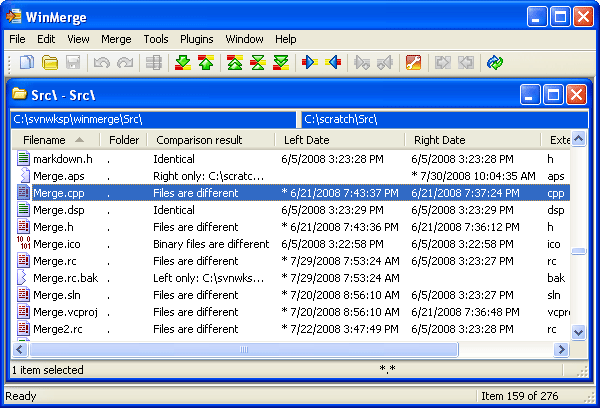 WinMerge
File Edit View Merge Tools Plugins Window Help
Src\ - Src\
C:\svnwksp\winmerge\Src\ C:\scratch\Src\
Filename Folder Comparison result Left Date Right Date Exte
markdown.h . Identical 6/5/2008 3:23:28 PM 6/5/2008 3:23:28 PM h
Merge.aps . Right only: C:\scratc... * 7/30/2008 10:04:35 AM aps
Merge.cpp . Files are different * 6/21/2008 7:43:37 PM 6/21/2008 7:37:24 PM cpp
Merge.dsp . Identical 6/5/2008 3:23:29 PM 6/5/2008 3:23:29 PM dsp
Merge.h . Files are different * 6/21/2008 7:43:36 PM 6/21/2008 7:36:12 PM h
Merge.ico . Binary files are different 6/5/2008 3:22:58 PM 6/5/2008 3:22:58 PM ico
Merge.rc . Files are different * 7/29/2008 7:53:24 AM 6/5/2008 3:23:27 PM rc
Merge.rc.bak . Left only: C:\svnwks... * 7/29/2008 7:53:24 AM bak
Merge.sln . Files are different * 7/20/2008 8:56:10 AM 6/5/2008 3:23:27 PM sln
Merge.vcproj . Files are different * 7/20/2008 8:56:10 AM 6/21/2008 7:36:48 PM vcproj
Merge2.rc . Files are different * 7/22/2008 3:47:49 PM 6/5/2008 3:23:28 PM rc
1 item selected *.*
Ready Item 159 of 276